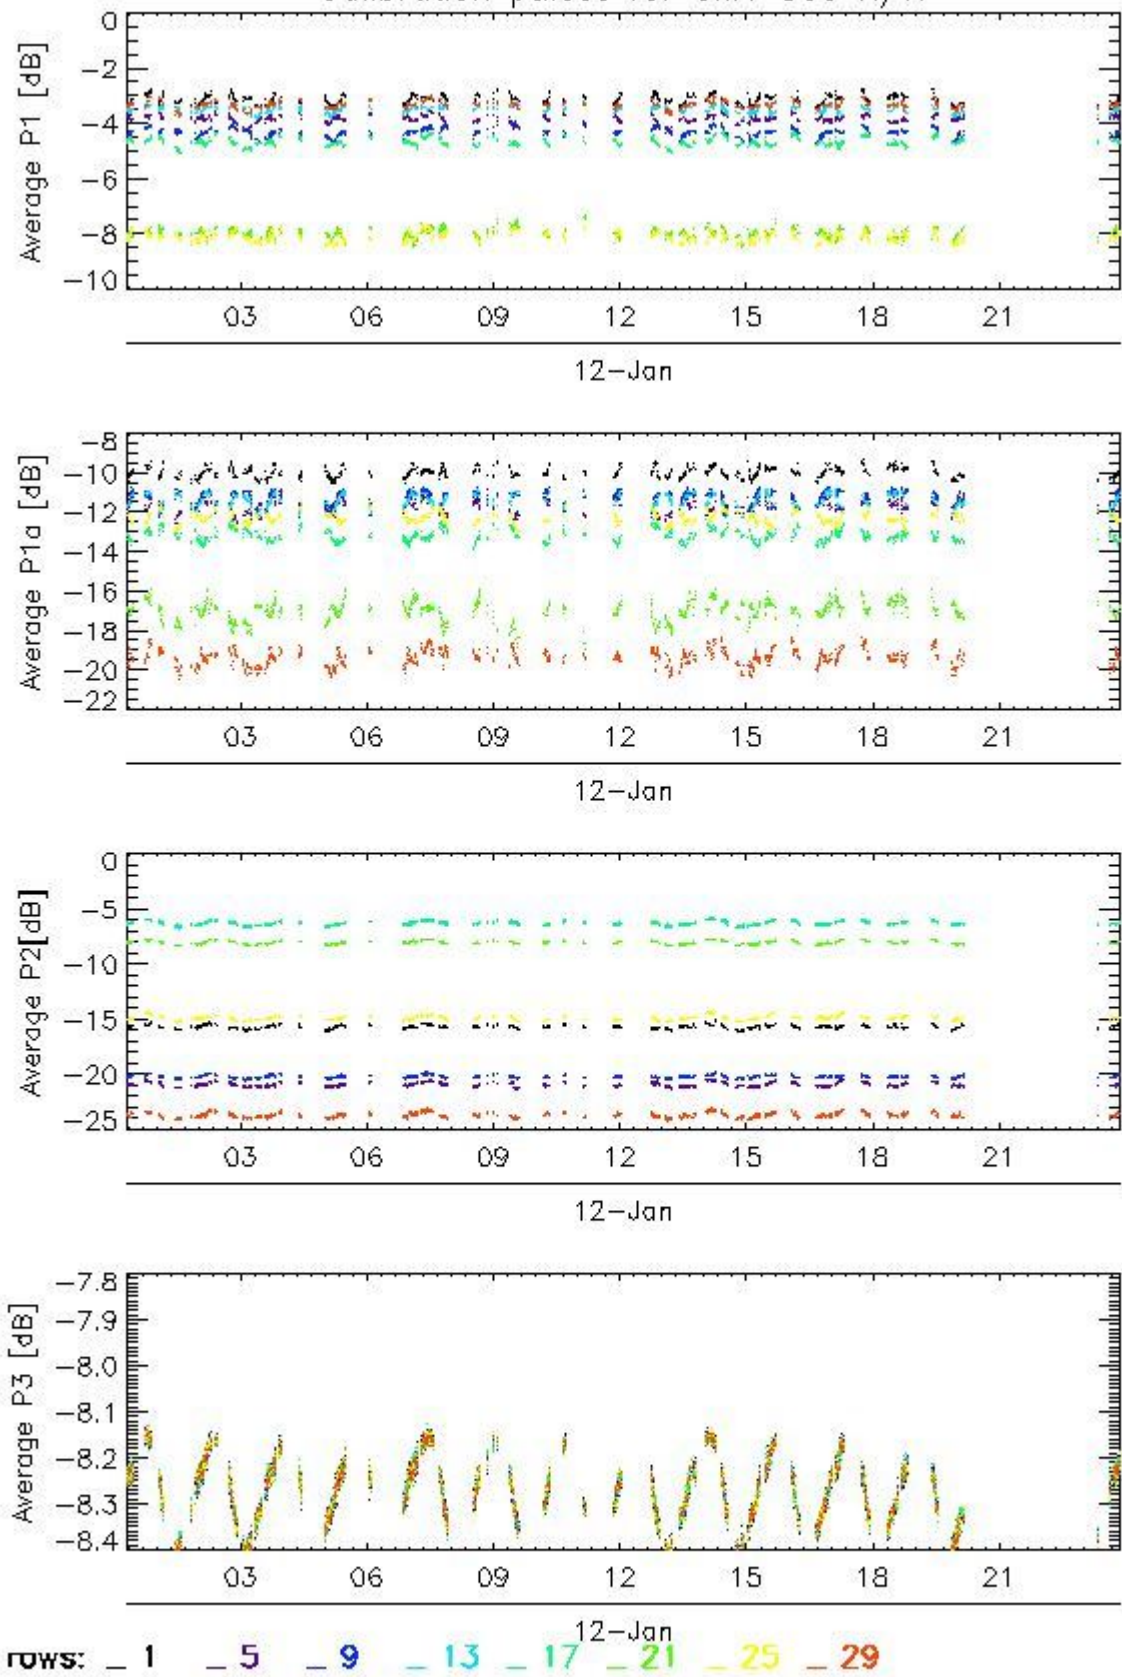 Average P1 [dB]
0
−2
−4
−6
−8
−10
03 06 09 12 15 18 21
12−Jan
Average P1a [dB]
−8
−10
−12
−14
−16
−18
−20
−22
03 06 09 12 15 18 21
12−Jan
Average P2[dB]
0
−5
−10
−15
−20
−25
03 06 09 12 15 18 21
12−Jan
Average P3 [dB]
−7.8
−7.9
−8.0
−8.1
−8.2
−8.3
−8.4
03 06 09 12 15 18 21
12−Jan
rows: _ 1 _ 5 _ 9 _ 13 _ 17 _ 21 _ 25 _ 29